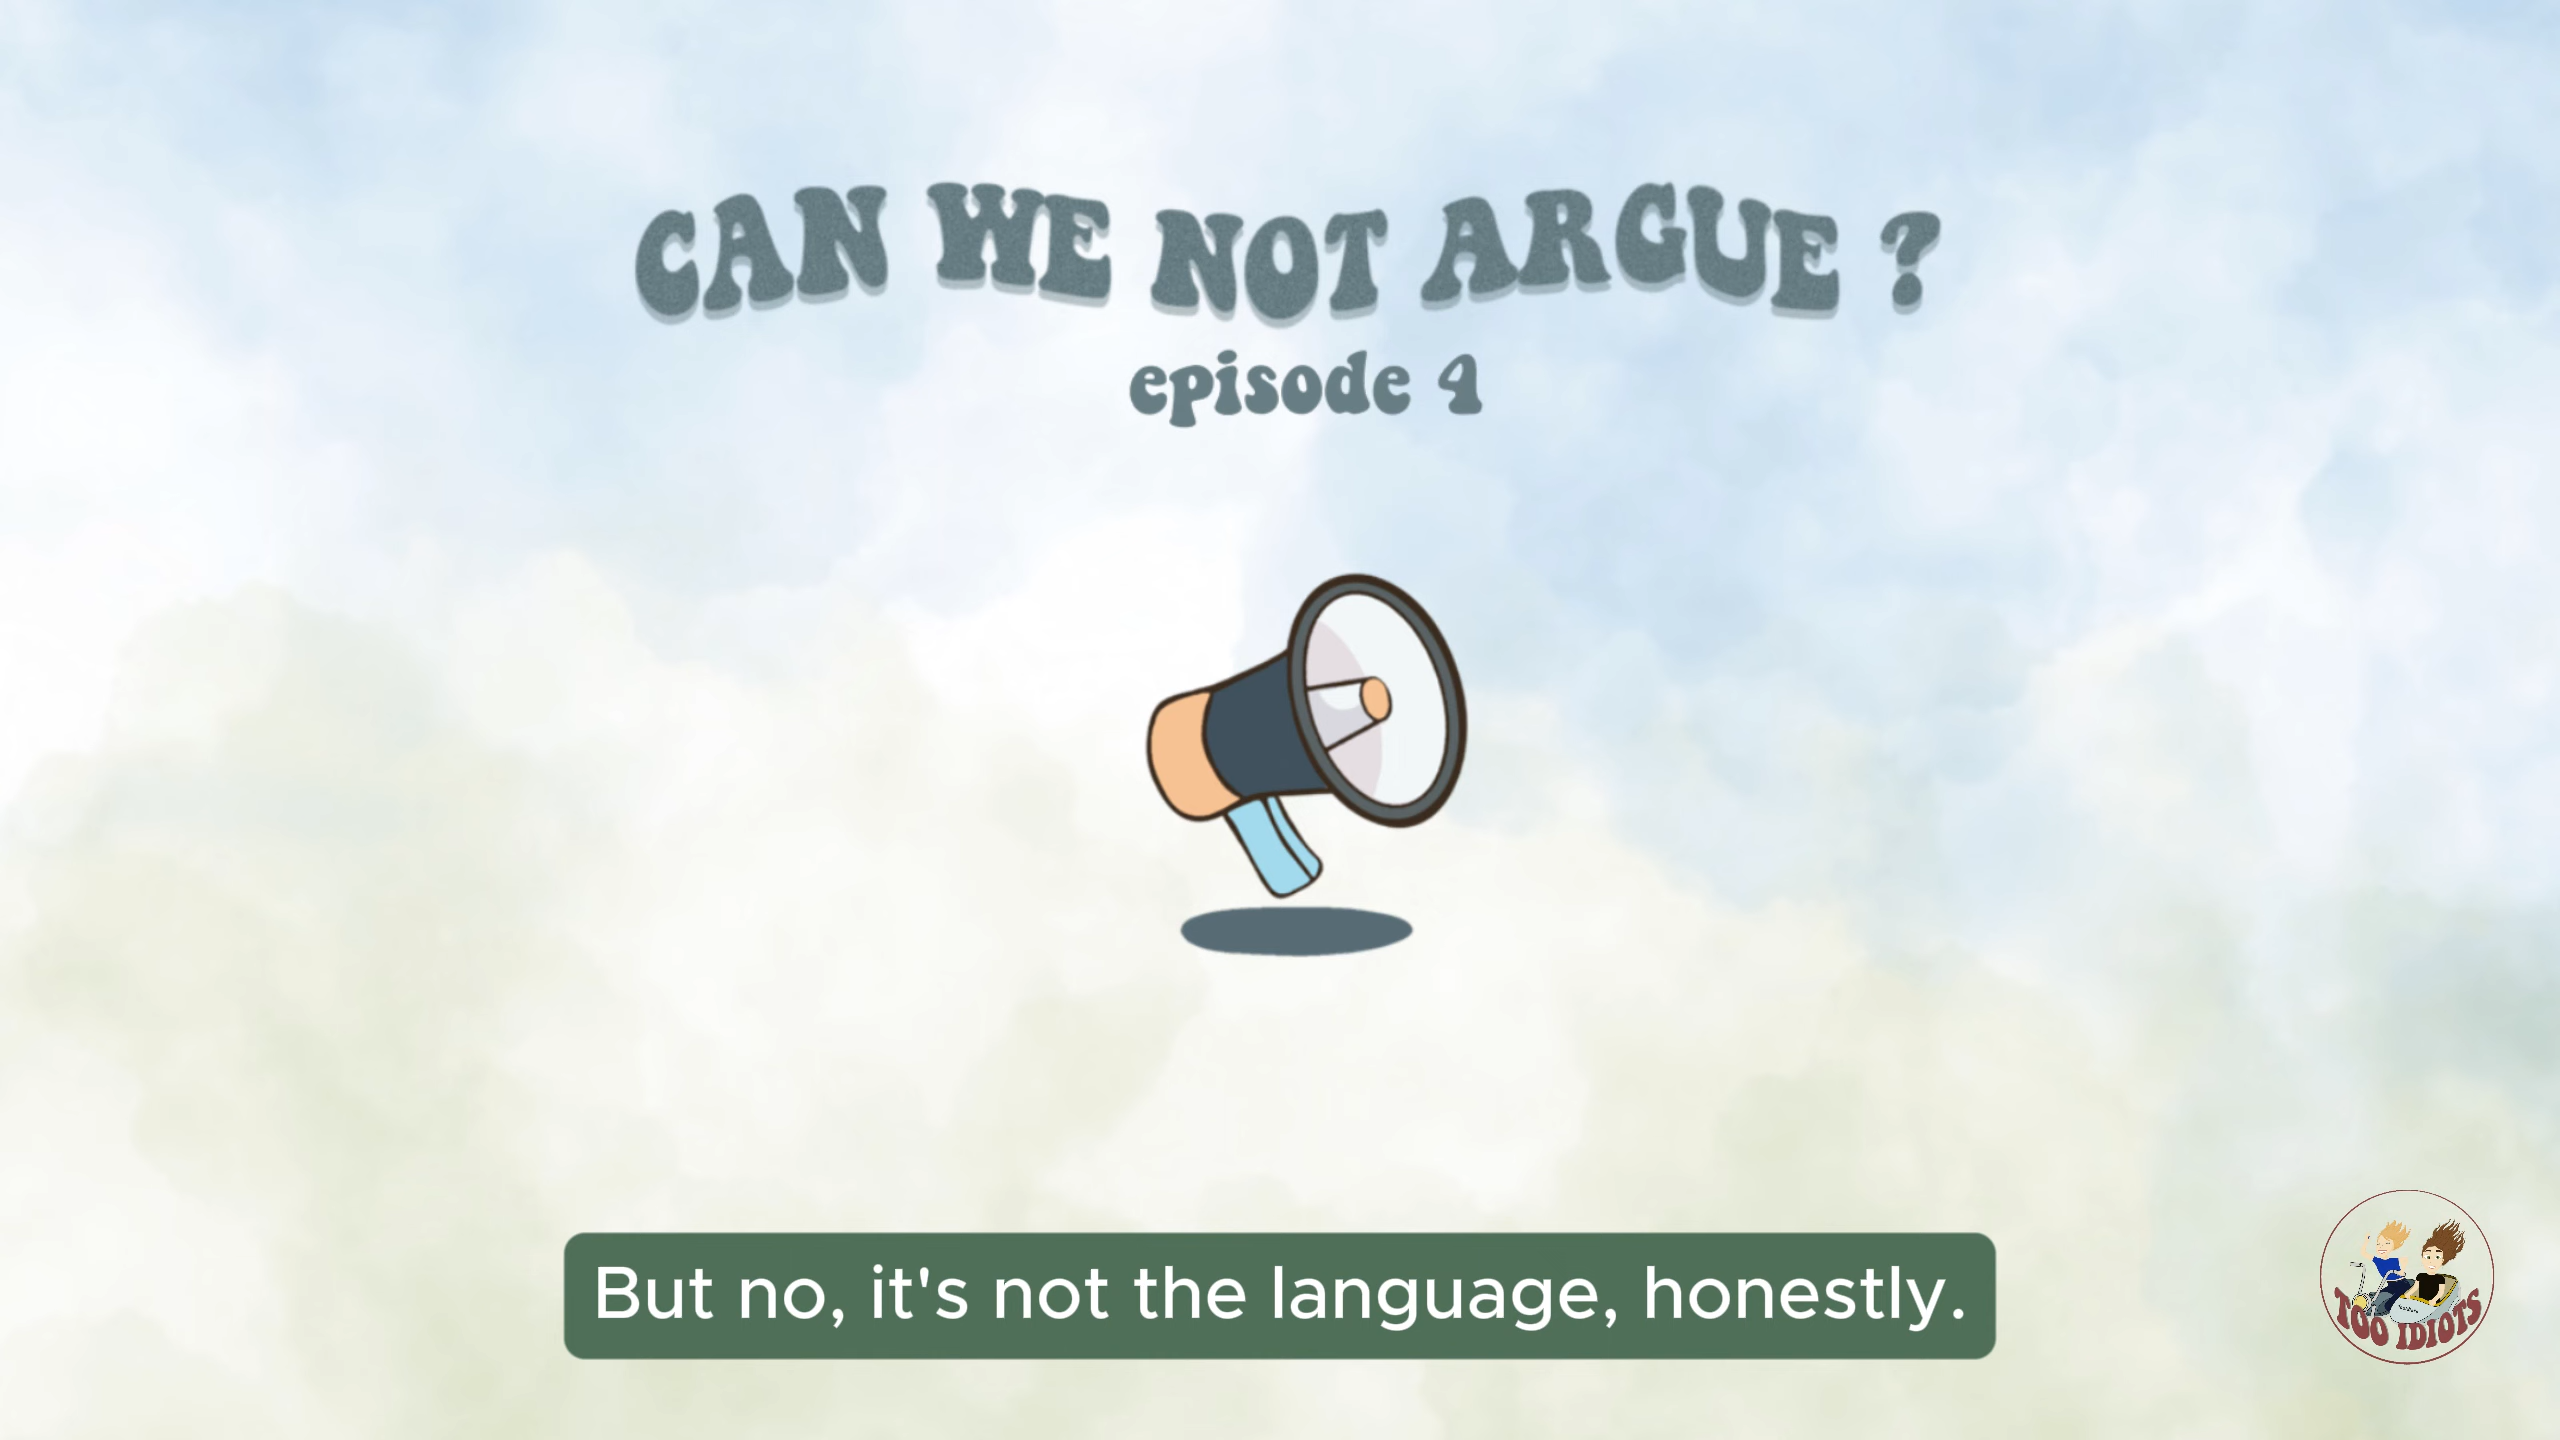 CAN WE NOT ARGUE ?
episode 4
But no, it's not the language, honestly.
TOO IDIOTS